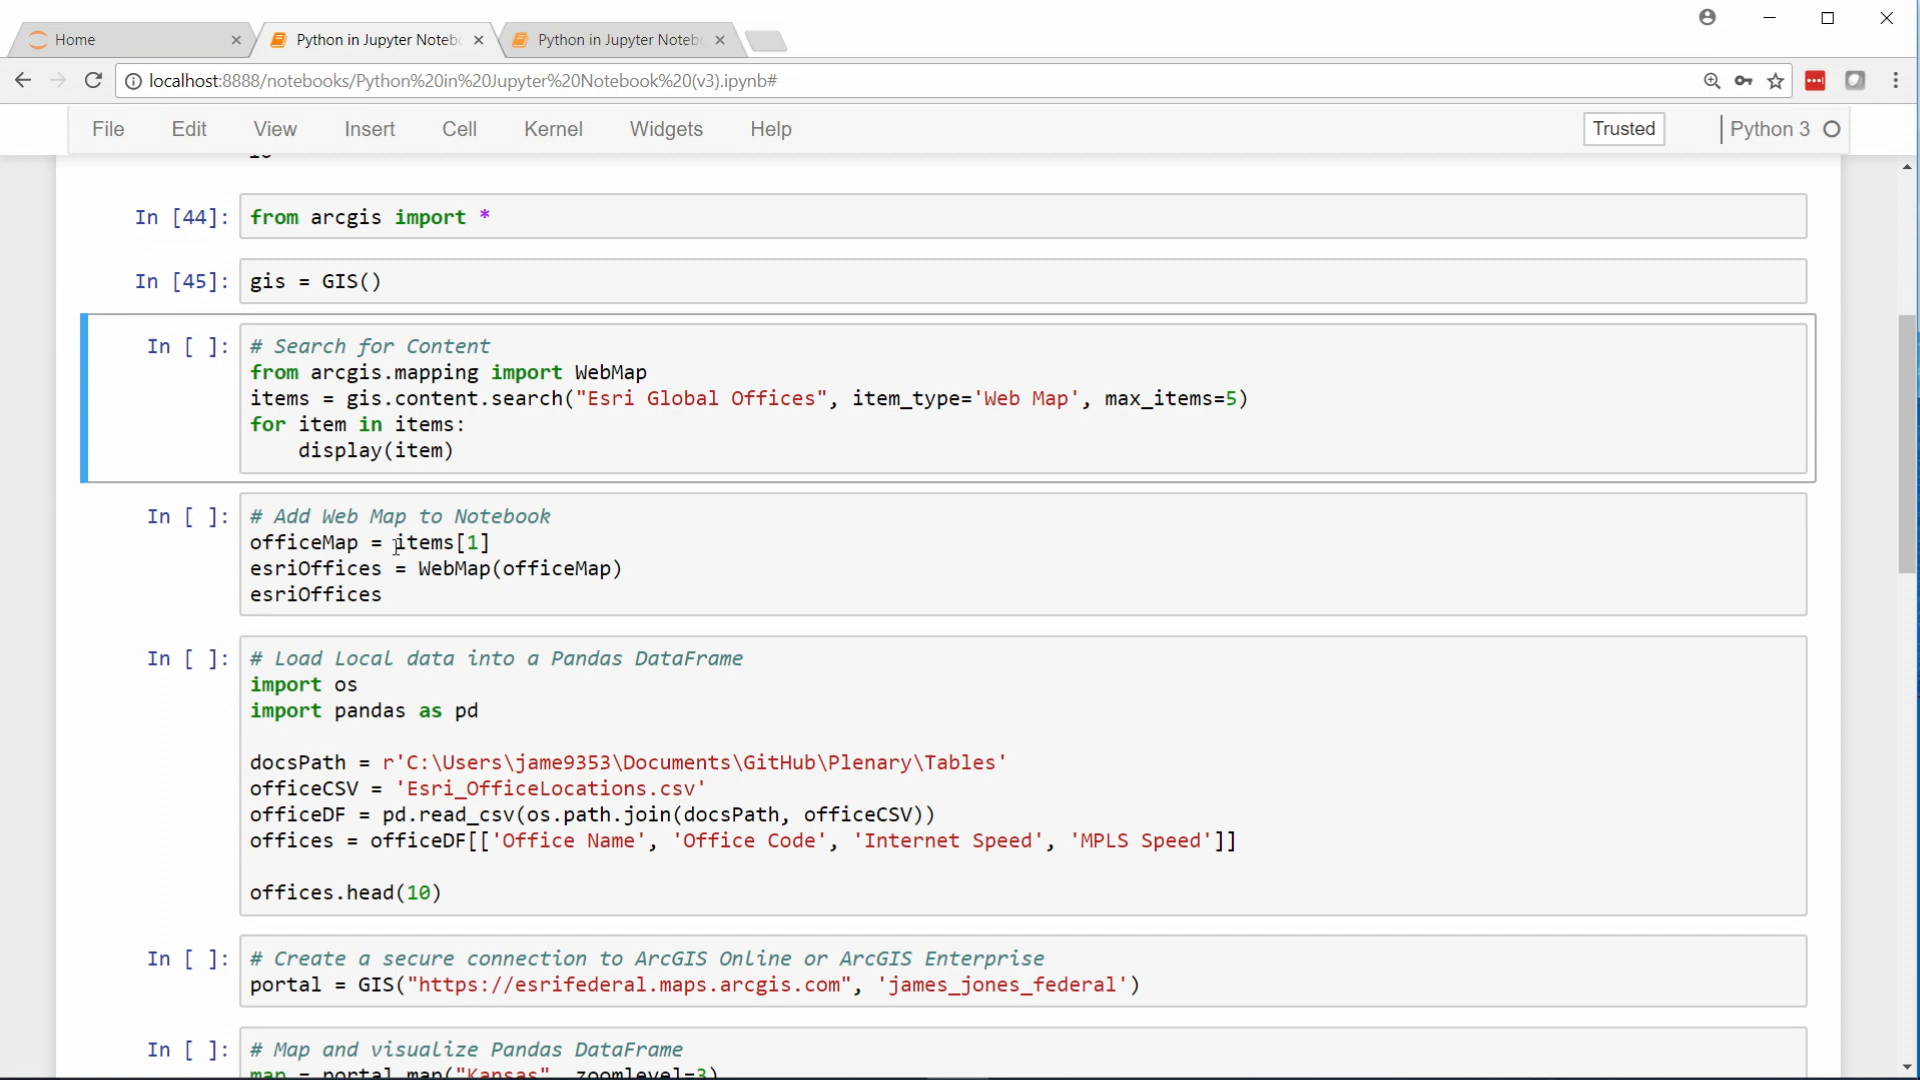 Home
Python in Jupyter Noteb
Python in Jupyter Noteb
localhost:8888/notebooks/Python%20in%20Jupyter%20Notebook%20(v3).ipynb#
File Edit View Insert Cell Kernel Widgets Help Trusted Python 3
In [44]: from arcgis import *
In [45]: gis = GIS()
In [ ]: # Search for Content
from arcgis.mapping import WebMap
items = gis.content.search("Esri Global Offices", item_type='Web Map', max_items=5)
for item in items:
display(item)
In [ ]: # Add Web Map to Notebook
officeMap = items[1]
esriOffices = WebMap(officeMap)
esriOffices
In [ ]: # Load Local data into a Pandas DataFrame
import os
import pandas as pd
docsPath = r'C:\Users\jame9353\Documents\GitHub\Plenary\Tables'
officeCSV = 'Esri_OfficeLocations.csv'
officeDF = pd.read_csv(os.path.join(docsPath, officeCSV))
offices = officeDF[['Office Name', 'Office Code', 'Internet Speed', 'MPLS Speed']]
offices.head(10)
In [ ]: # Create a secure connection to ArcGIS Online or ArcGIS Enterprise
portal = GIS("https://esrifederal.maps.arcgis.com", 'james_jones_federal')
In [ ]: # Map and visualize Pandas DataFrame
map = portal.map("Kansas", zoomlevel=3)